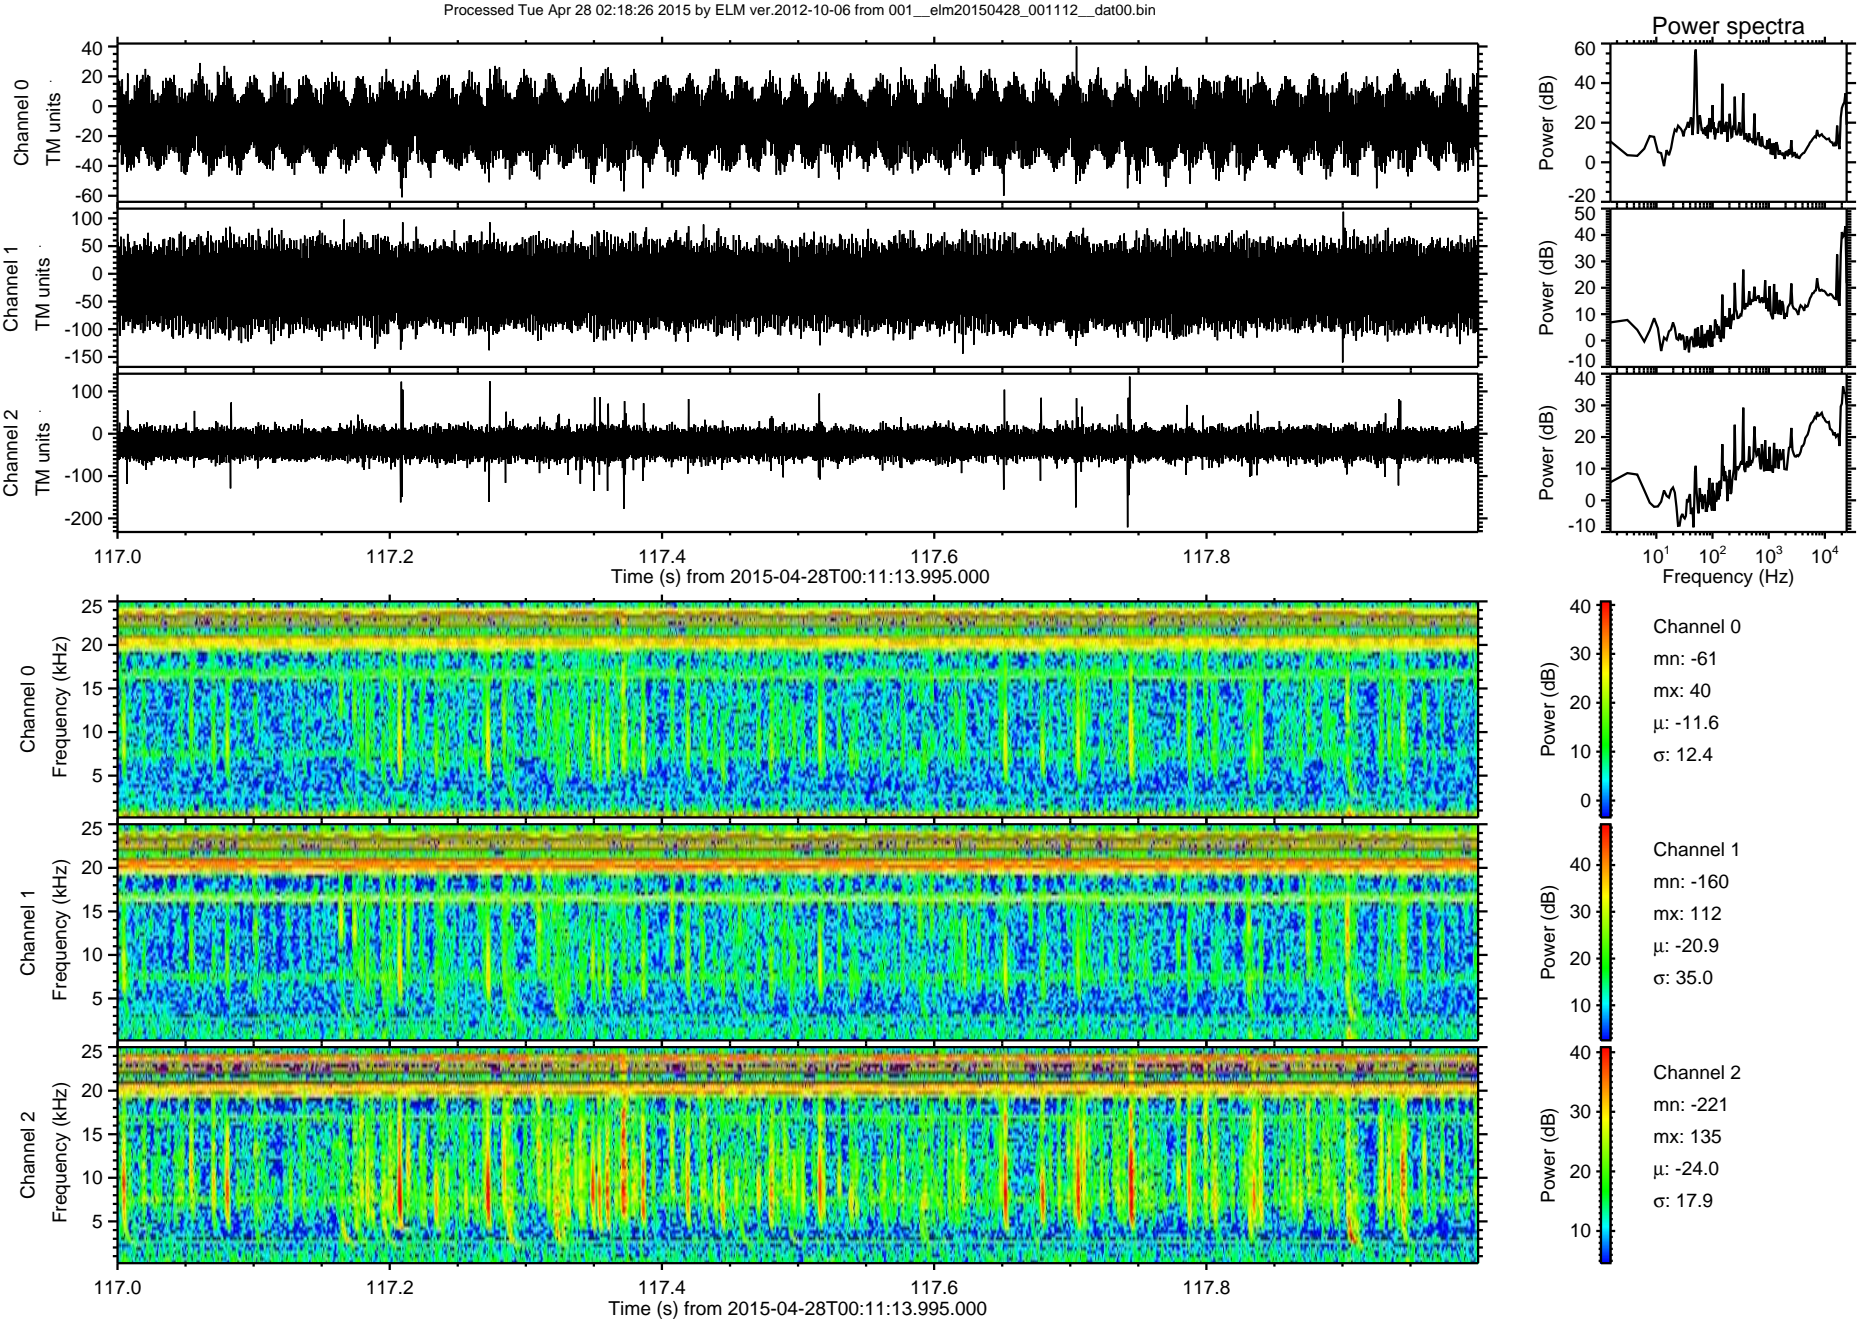 Processed Tue Apr 28 02:18:26 2015 by ELM ver.2012-10-06 from 001__elm20150428_001112__dat00.bin
Power spectra
Channel 0
TM units
40
20
0
-20
-40
-60
Power (dB)
60
40
20
0
-20
Channel 1
TM units
100
50
0
-50
-100
-150
Power (dB)
50
40
30
20
10
0
-10
Channel 2
TM units
100
0
-100
-200
Power (dB)
40
30
20
10
0
-10
117.0 117.2 117.4 117.6 117.8
Time (s) from 2015-04-28T00:11:13.995.000
10^1 10^2 10^3 10^4
Frequency (Hz)
Channel 0
Frequency (kHz)
25
20
15
10
5
Power (dB)
40
30
20
10
0
Channel 0
mn: -61
mx: 40
μ: -11.6
σ: 12.4
Channel 1
Frequency (kHz)
25
20
15
10
5
Power (dB)
40
30
20
10
Channel 1
mn: -160
mx: 112
μ: -20.9
σ: 35.0
Channel 2
Frequency (kHz)
25
20
15
10
5
Power (dB)
40
30
20
10
Channel 2
mn: -221
mx: 135
μ: -24.0
σ: 17.9
117.0 117.2 117.4 117.6 117.8
Time (s) from 2015-04-28T00:11:13.995.000